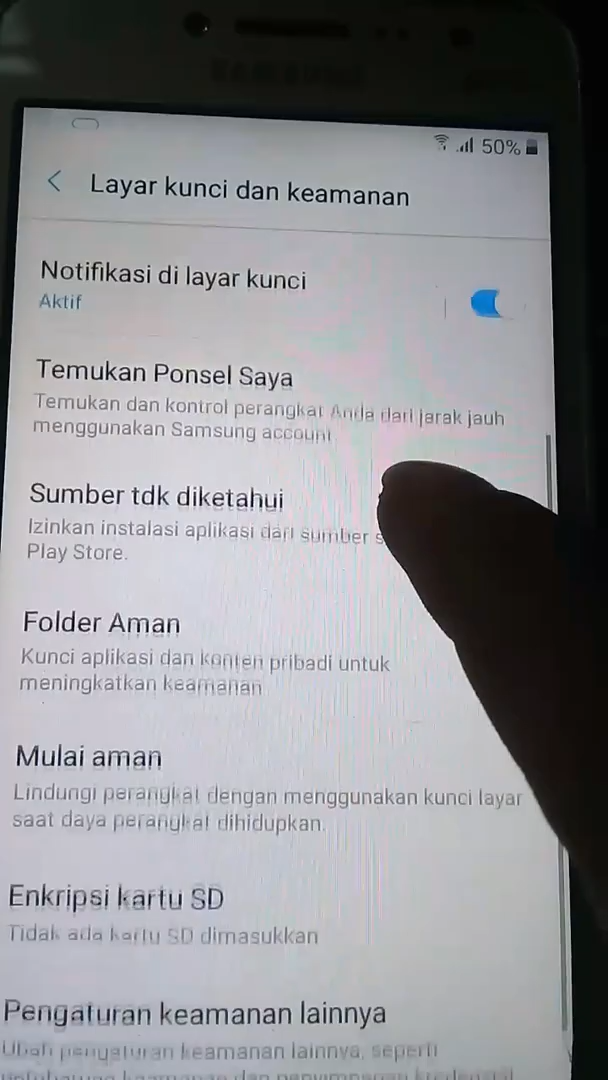 SAMSUNG
50%
Layar kunci dan keamanan
Notifikasi di layar kunci
Aktif
Temukan Ponsel Saya
Temukan dan kontrol perangkat Anda dari jarak jauh
menggunakan Samsung account.
Sumber tdk diketahui
Izinkan instalasi aplikasi dari sumber
Play Store.
Folder Aman
Kunci aplikasi dan konten pribadi untuk
meningkatkan keamanan
Mulai aman
Lindungi perangkat dengan menggunakan kunci layar
saat daya perangkat dihidupkan.
Enkripsi kartu SD
Tidak ada kartu SD dimasukkan
Pengaturan keamanan lainnya
Ubah pengaturan keamanan lainnya, seperti